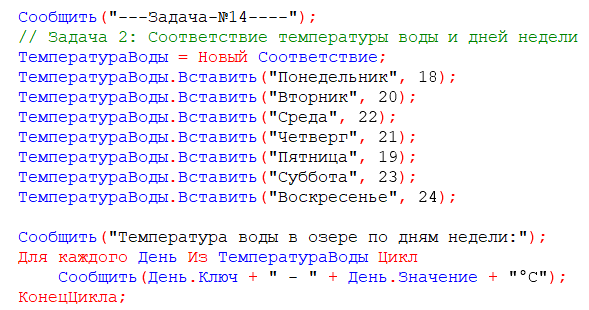 Сообщить("---Задача-№14----");
// Задача 2: Соответствие температуры воды и дней недели
ТемператураВоды = Новый Соответствие;
ТемператураВоды.Вставить("Понедельник", 18);
ТемператураВоды.Вставить("Вторник", 20);
ТемператураВоды.Вставить("Среда", 22);
ТемператураВоды.Вставить("Четверг", 21);
ТемператураВоды.Вставить("Пятница", 19);
ТемператураВоды.Вставить("Суббота", 23);
ТемператураВоды.Вставить("Воскресенье", 24);
Сообщить("Температура воды в озере по дням недели:");
Для каждого День Из ТемператураВоды Цикл
Сообщить(День.Ключ + " - " + День.Значение + "°C");
КонецЦикла;